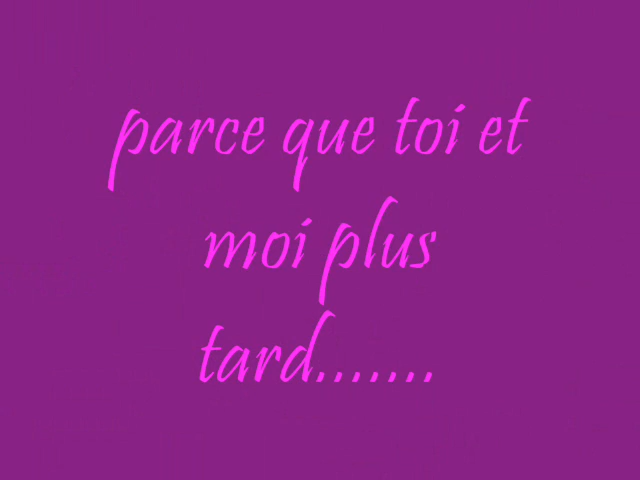 parce que toi et
moi plus
tard.......